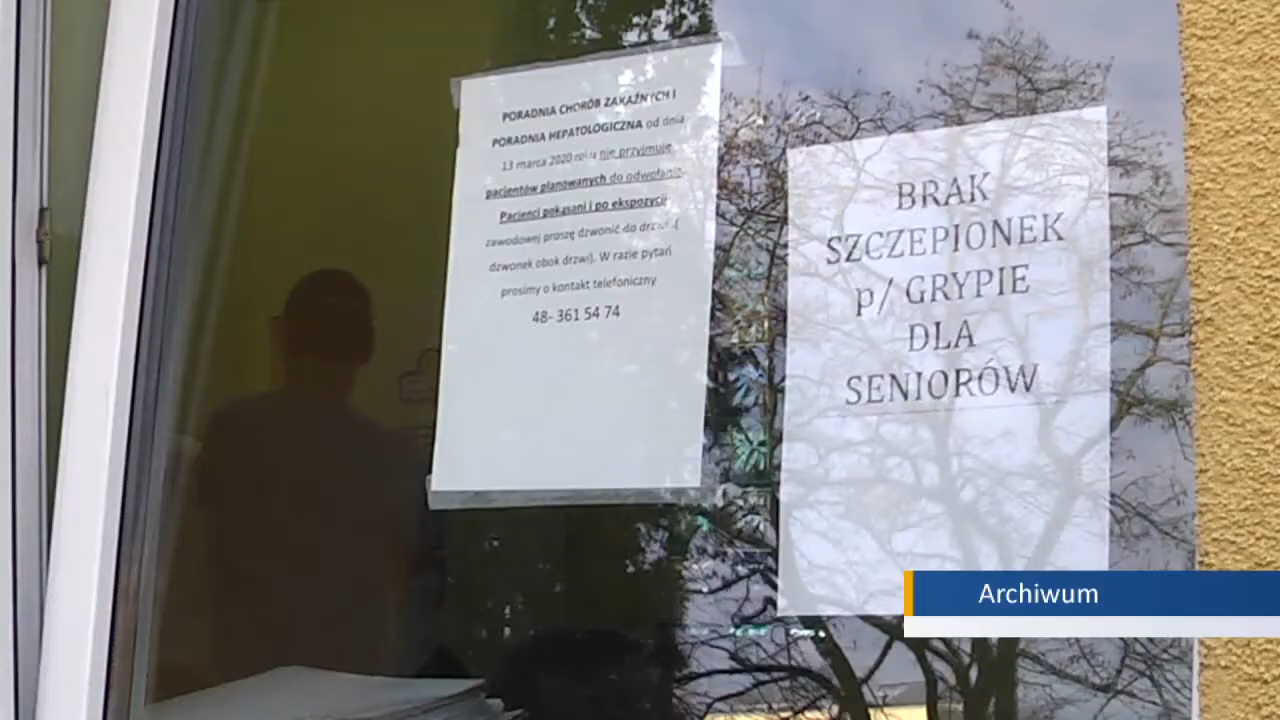 PORADNIA CHORÓB ZAKAŹNYCH I
PORADNIA HEPATOLOGICZNA od dnia
13 marca 2020 roku nie przyjmuje
pacjentów planowanych do odwołania.
Pacjenci pokąsani i po ekspozycji
zawodowej proszę dzwonić do drzwi (
dzwonek obok drzwi). W razie pytań
prosimy o kontakt telefoniczny
48- 361 54 74
BRAK
SZCZEPIONEK
p/ GRYPIE
DLA
SENIORÓW
Archiwum